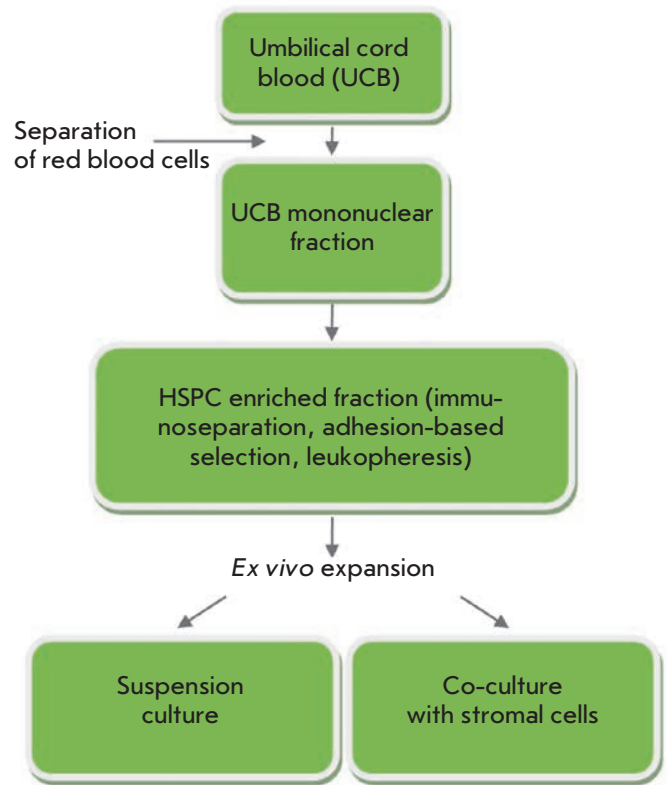 Umbilical cord
blood (UCB)
Separation
of red blood cells
UCB mononuclear
fraction
HSPC enriched fraction (immu-
noseparation, adhesion-based
selection, leukopheresis)
Ex vivo expansion
Suspension
culture
Co-culture
with stromal cells